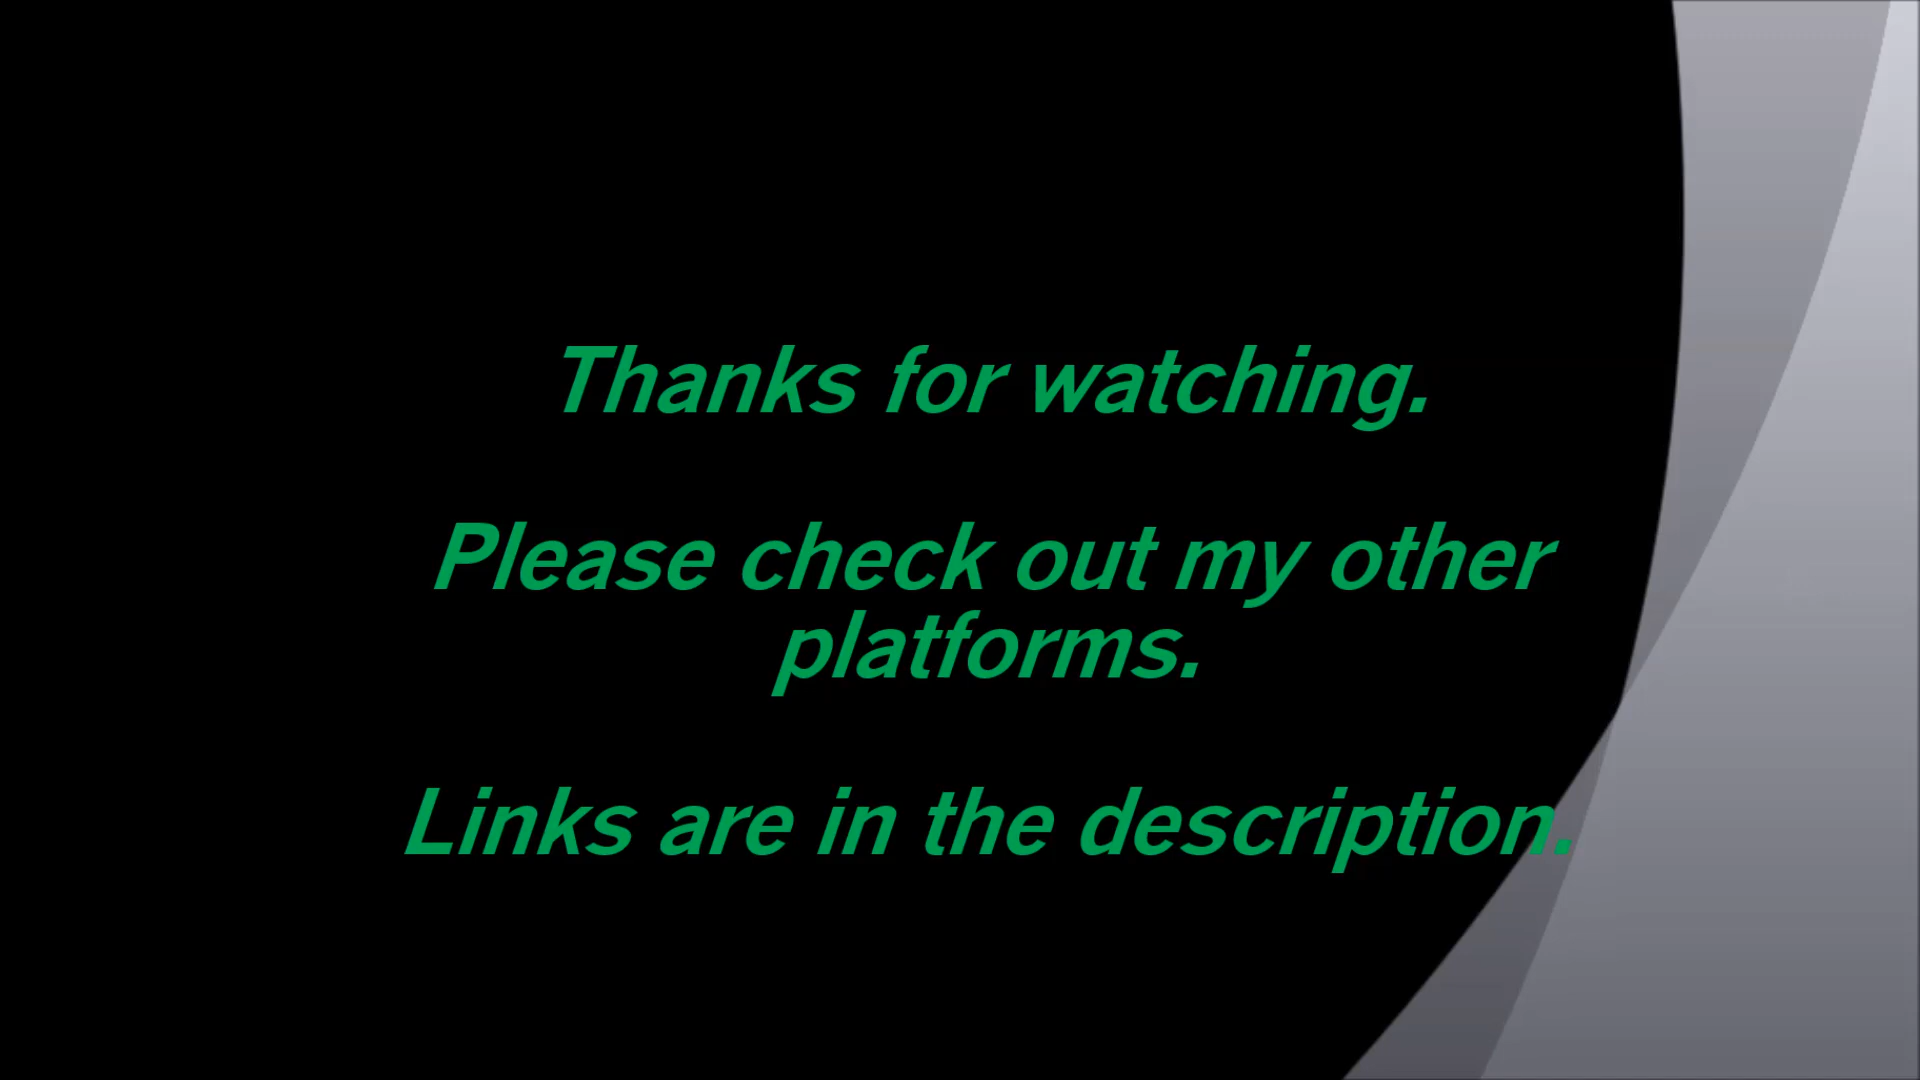 Thanks for watching.
Please check out my other
platforms.
Links are in the description.